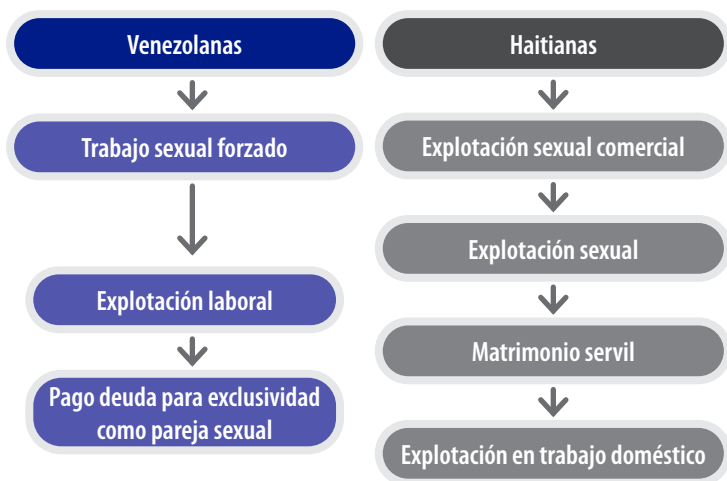 Venezolanas
Trabajo sexual forzado
Explotación laboral
Pago deuda para exclusividad
como pareja sexual
Haitianas
Explotación sexual comercial
Explotación sexual
Matrimonio servil
Explotación en trabajo doméstico